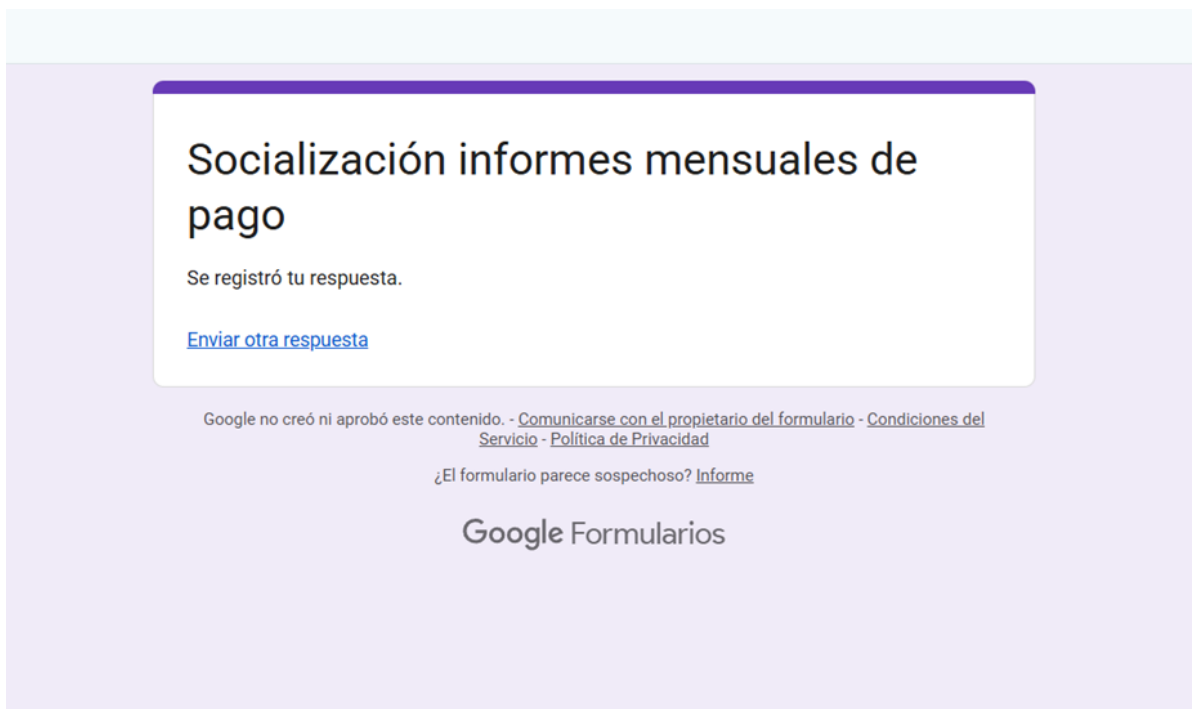 Socialización informes mensuales de
pago
Se registró tu respuesta.
Enviar otra respuesta
Google no creó ni aprobó este contenido. - Comunicarse con el propietario del formulario - Condiciones del
Servicio - Política de Privacidad
¿El formulario parece sospechoso? Informe
Google Formularios